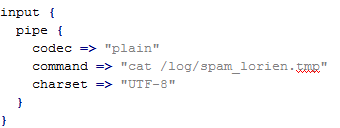 input {
  pipe {
    codec => "plain"
    command => "cat /log/spam_lorien.tmp"
    charset => "UTF-8"
  }
}